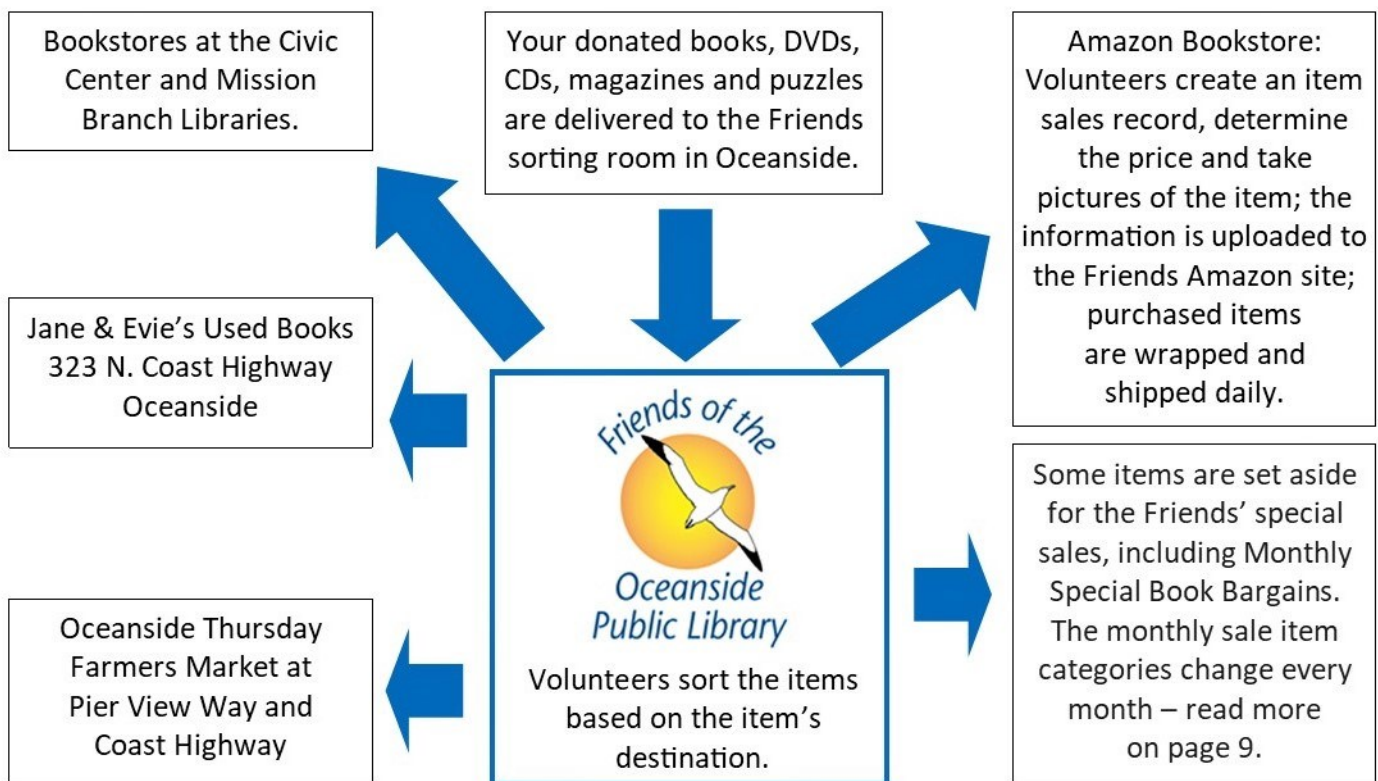 Bookstores at the Civic
Center and Mission
Branch Libraries.
Your donated books, DVDs,
CDs, magazines and puzzles
are delivered to the Friends
sorting room in Oceanside.
Amazon Bookstore:
Volunteers create an item
sales record, determine
the price and take
pictures of the item; the
information is uploaded to
the Friends Amazon site;
purchased items
are wrapped and
shipped daily.
Jane & Evie’s Used Books
323 N. Coast Highway
Oceanside
Friends of the
Oceanside
Public Library
Volunteers sort the items
based on the item’s
destination.
Some items are set aside
for the Friends’ special
sales, including Monthly
Special Book Bargains.
The monthly sale item
categories change every
month – read more
on page 9.
Oceanside Thursday
Farmers Market at
Pier View Way and
Coast Highway